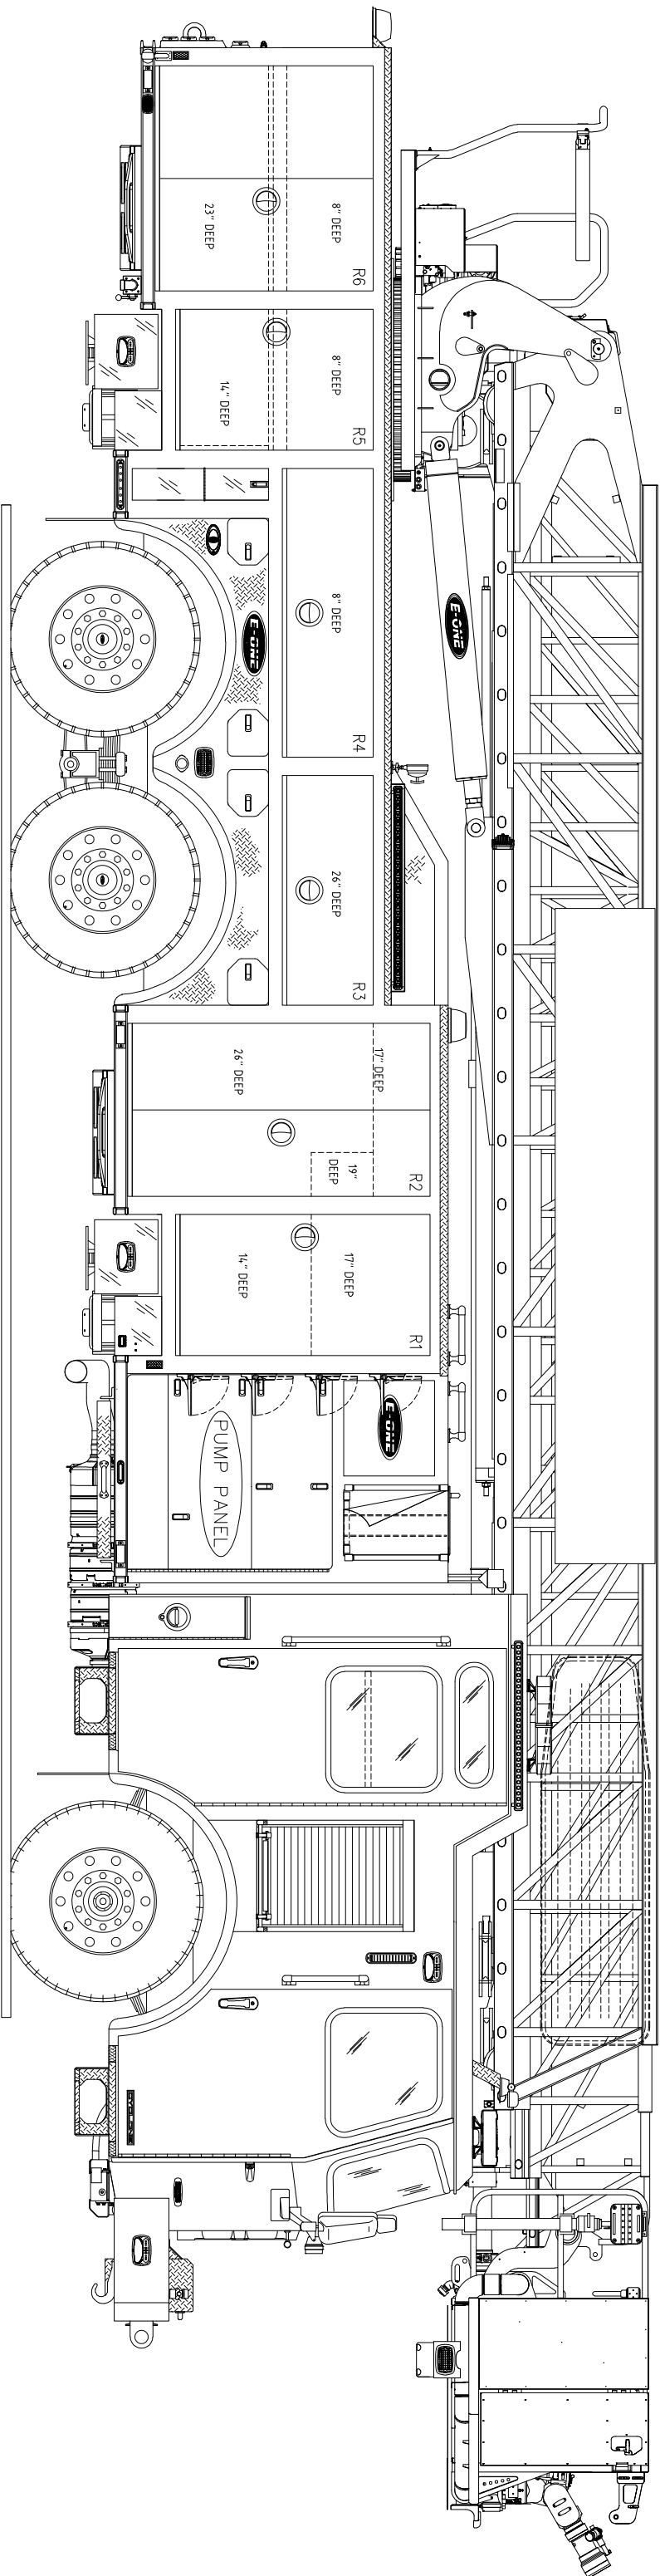 8" DEEP
23" DEEP
R6
8" DEEP
14" DEEP
R5
8" DEEP
R4
E-ONE
E-ONE
26" DEEP
R3
17" DEEP
26" DEEP
19"
DEEP
R2
17" DEEP
14" DEEP
R1
E-ONE
PUMP PANEL
CYCLONE